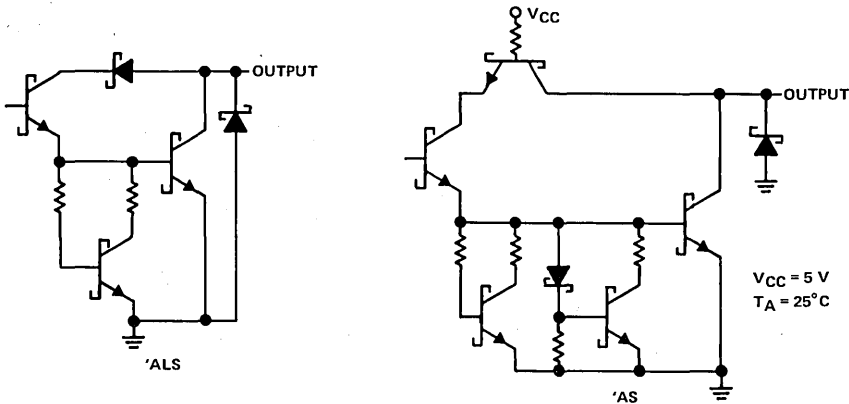 VCC
OUTPUT
OUTPUT
VCC = 5 V
TA = 25°C
'ALS
'AS